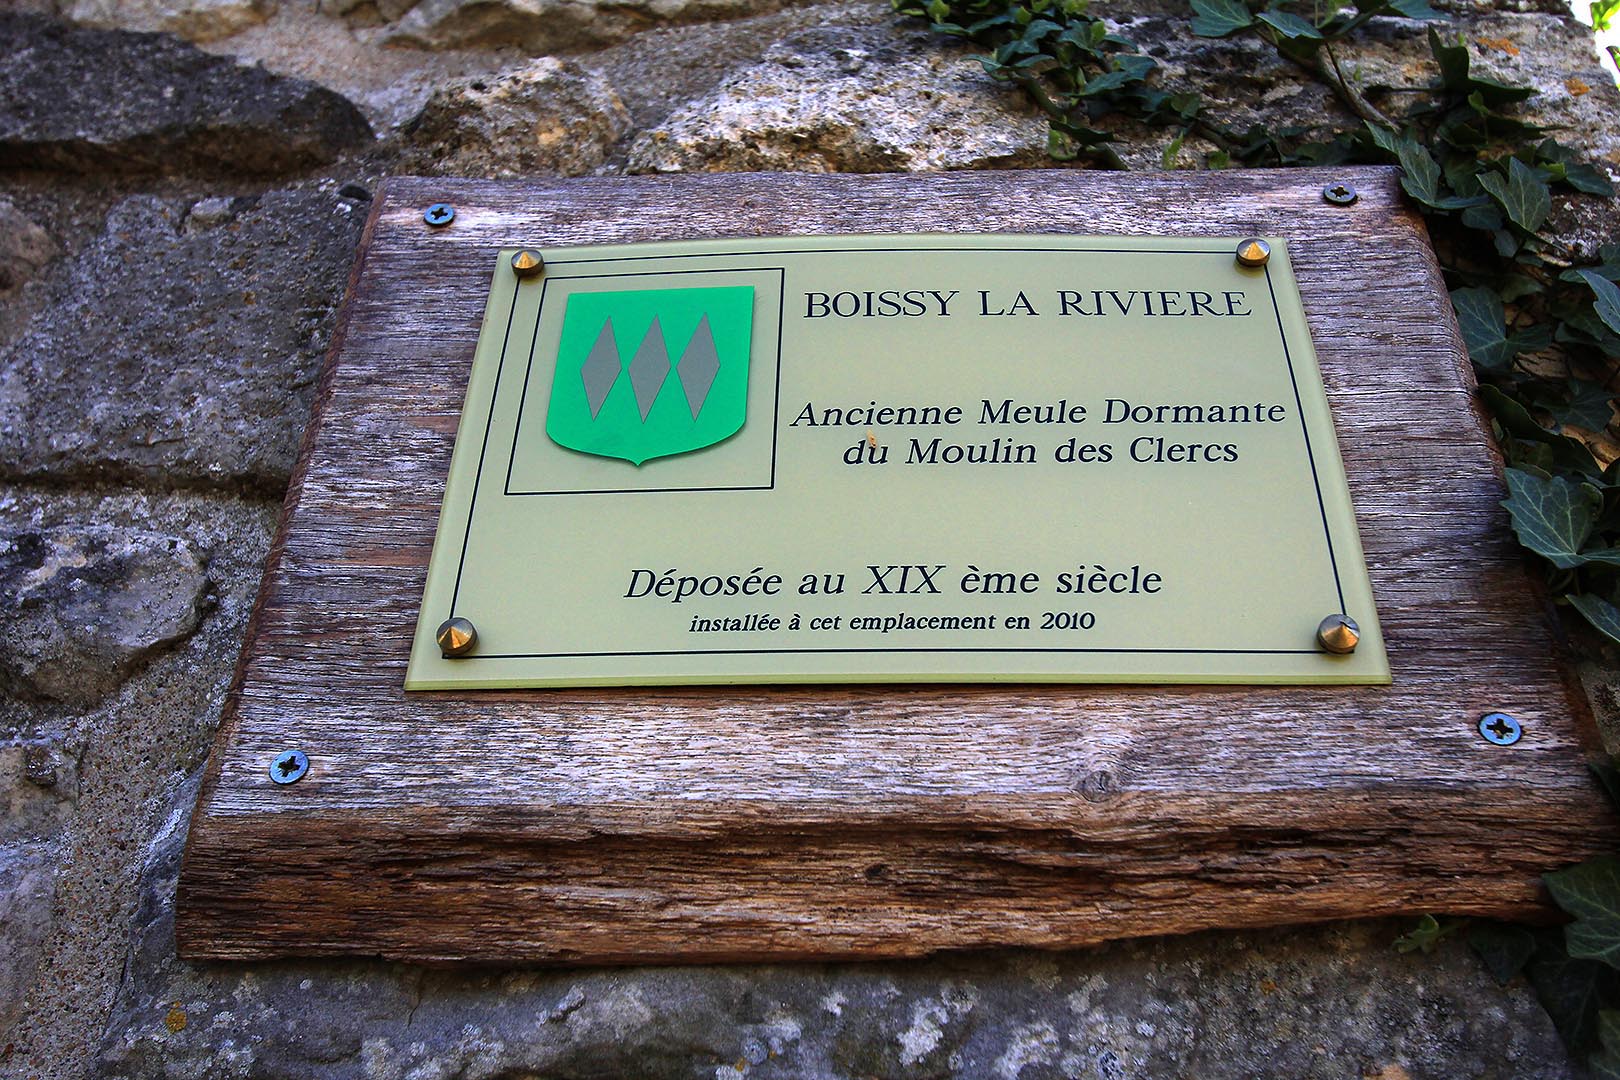 BOISSY LA RIVIERE
Ancienne Meule Dormante
du Moulin des Clercs
Déposée au XIX ème siècle
installée à cet emplacement en 2010